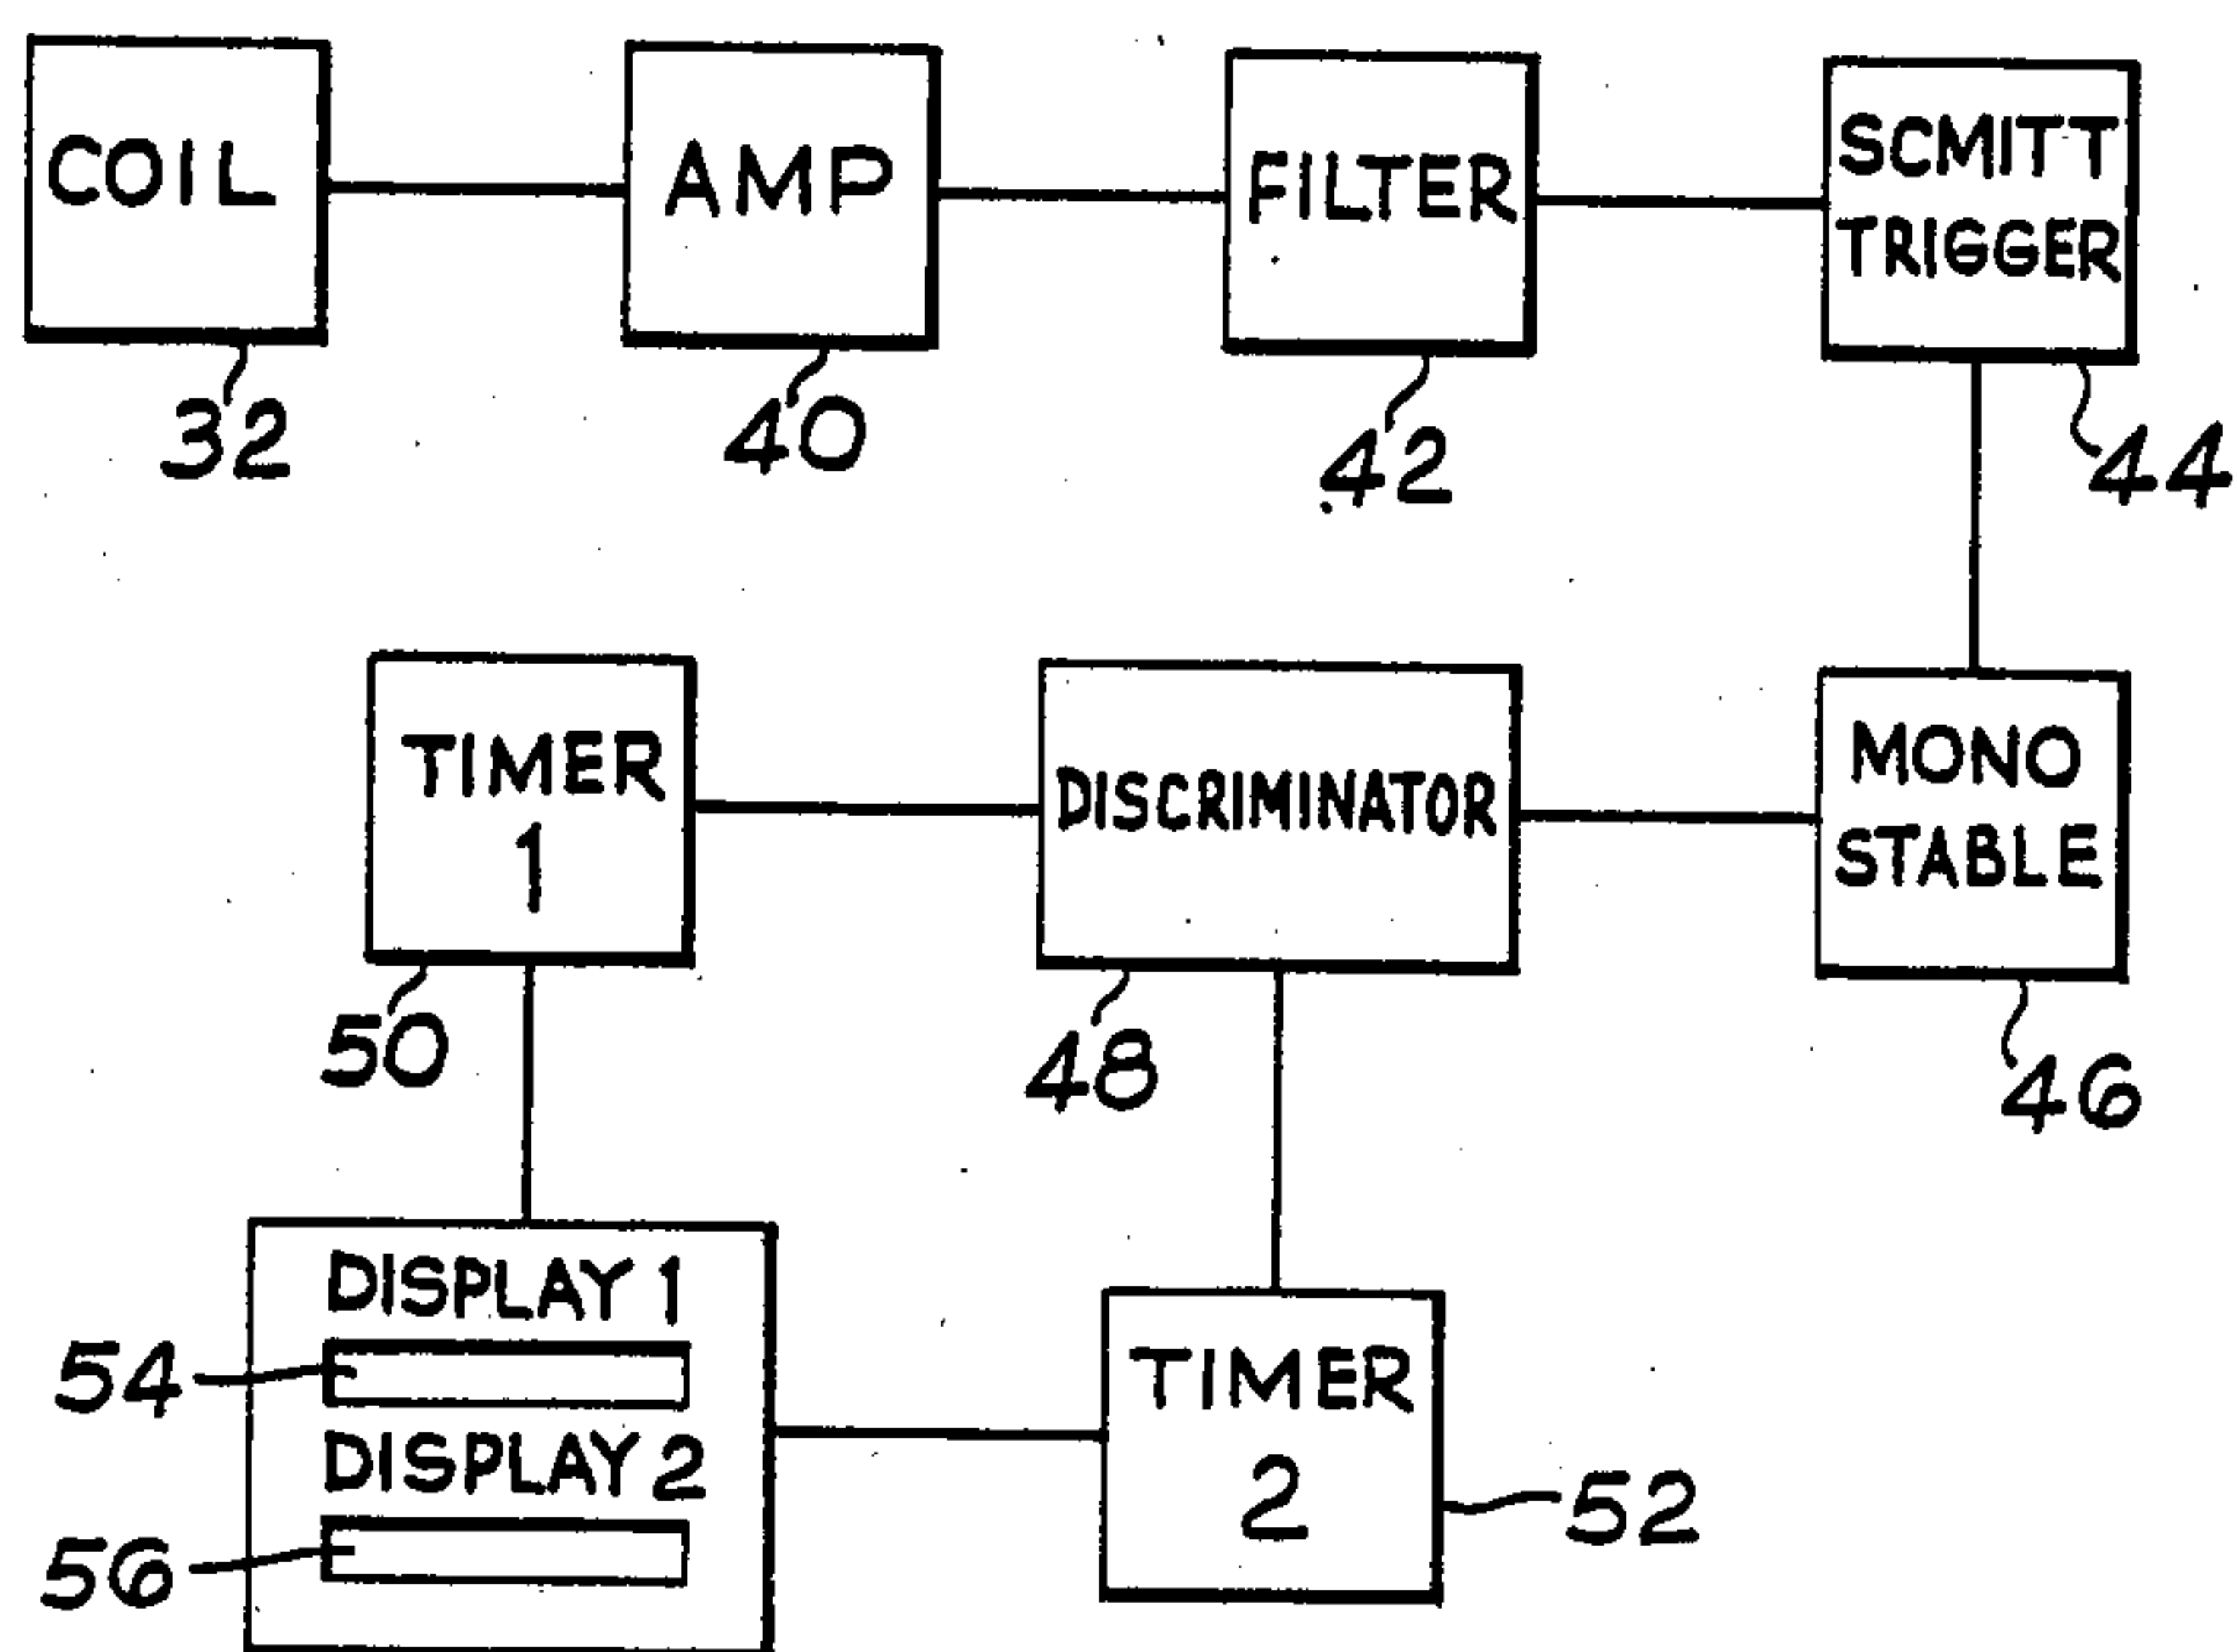 COIL
AMP
FILTER
SCMITT
TRIGGER
32
40
42
44
TIMER
1
DISCRIMINATOR
MONO
STABLE
50
48
46
DISPLAY 1
54
DISPLAY 2
56
TIMER
2
52